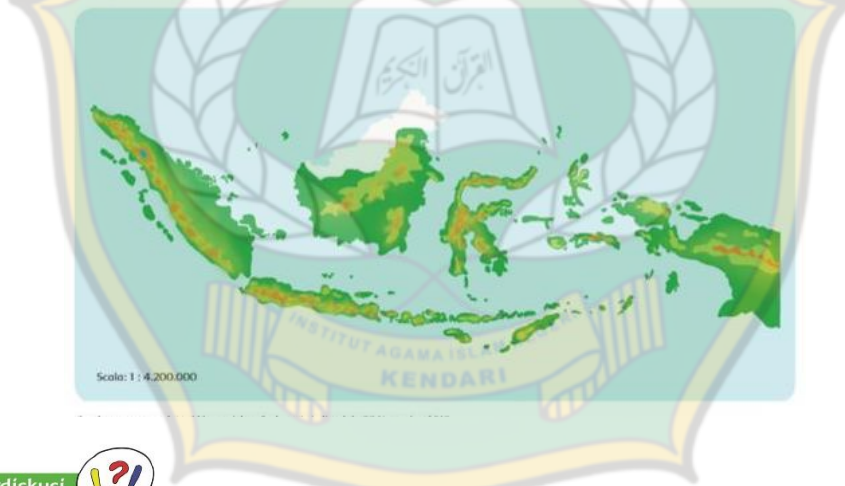 القرآن الكريم
INSTITUT AGAMA ISLAM
KENDARI
Scala: 1 : 4.200.000
diskusi